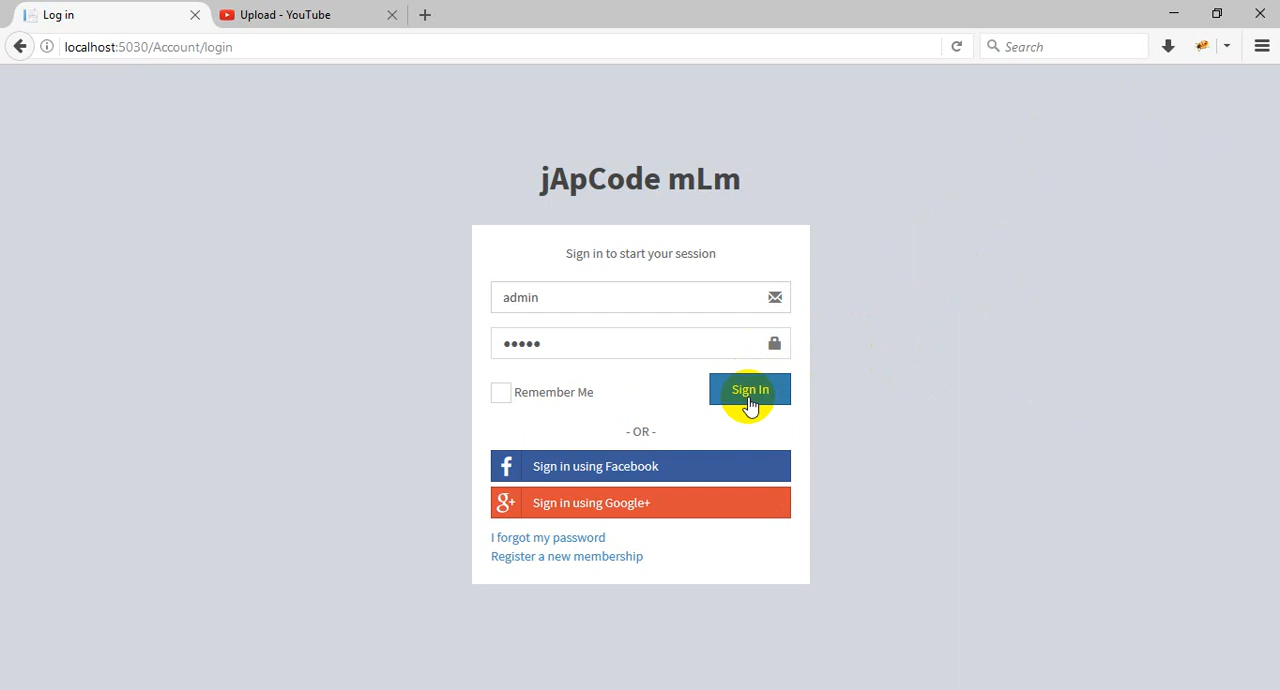 Log in
Upload - YouTube
localhost:5030/Account/login
Search
jApCode mLm
Sign in to start your session
admin
•••••
Remember Me
Sign In
- OR -
Sign in using Facebook
g+ Sign in using Google+
I forgot my password
Register a new membership